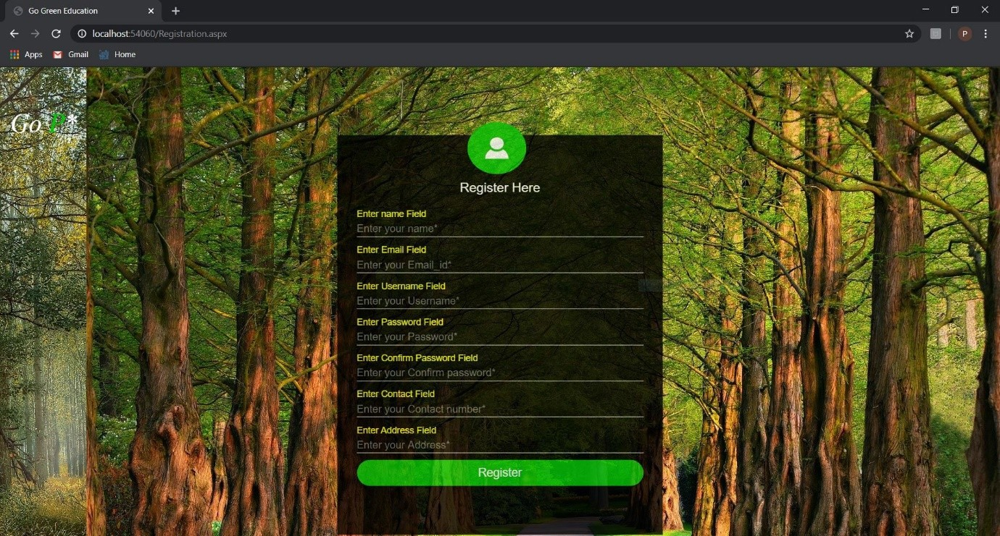 Go Green Education
localhost:54060/Registration.aspx
P
Apps
Gmail
Home
Go P*
Register Here
Enter name Field
Enter your name*
Enter Email Field
Enter your Email_id*
Enter Username Field
Enter your Username*
Enter Password Field
Enter your Password*
Enter Confirm Password Field
Enter your Confirm password*
Enter Contact Field
Enter your Contact number*
Enter Address Field
Enter your Address*
Register